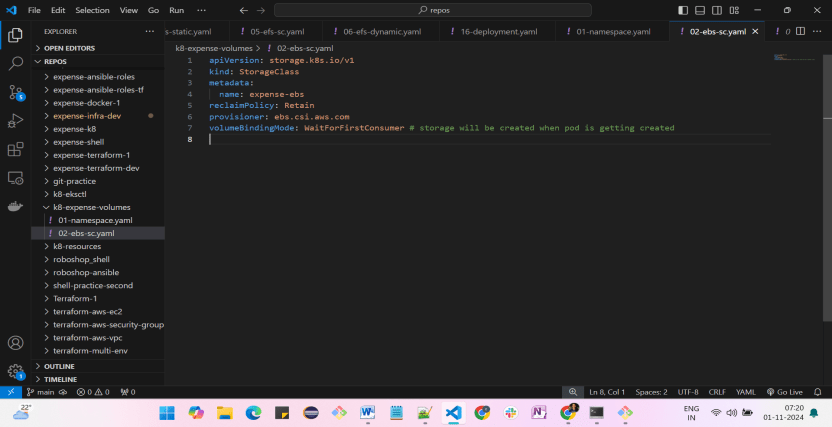 File Edit Selection View Go Run ··· ← → repos
EXPLORER ··· s-static.yaml ! 05-efs-sc.yaml ! 06-efs-dynamic.yaml ! 16-deployment.yaml ! 01-namespace.yaml ! 02-ebs-sc.yaml × ! 0 ···
k8-expense-volumes > ! 02-ebs-sc.yaml
OPEN EDITORS
REPOS
expense-ansible-roles
expense-ansible-roles-tf
expense-docker-1
expense-infra-dev
expense-k8
expense-shell
expense-terraform-1
expense-terraform-dev
git-practice
k8-eksctl
k8-expense-volumes
! 01-namespace.yaml
! 02-ebs-sc.yaml
k8-resources
roboshop_shell
roboshop-ansible
shell-practice-second
Terraform-1
terraform-aws-ec2
terraform-aws-security-group
terraform-aws-vpc
terraform-multi-env
OUTLINE
TIMELINE
1 apiVersion: storage.k8s.io/v1
2 kind: StorageClass
3 metadata:
4 name: expense-ebs
5 reclaimPolicy: Retain
6 provisioner: ebs.csi.aws.com
7 volumeBindingMode: WaitForFirstConsumer # storage will be created when pod is getting created
8
5
1
main 0 0 0 Ln 8, Col 1 Spaces: 2 UTF-8 CRLF YAML Go Live
22° ENG IN 07:20 01-11-2024